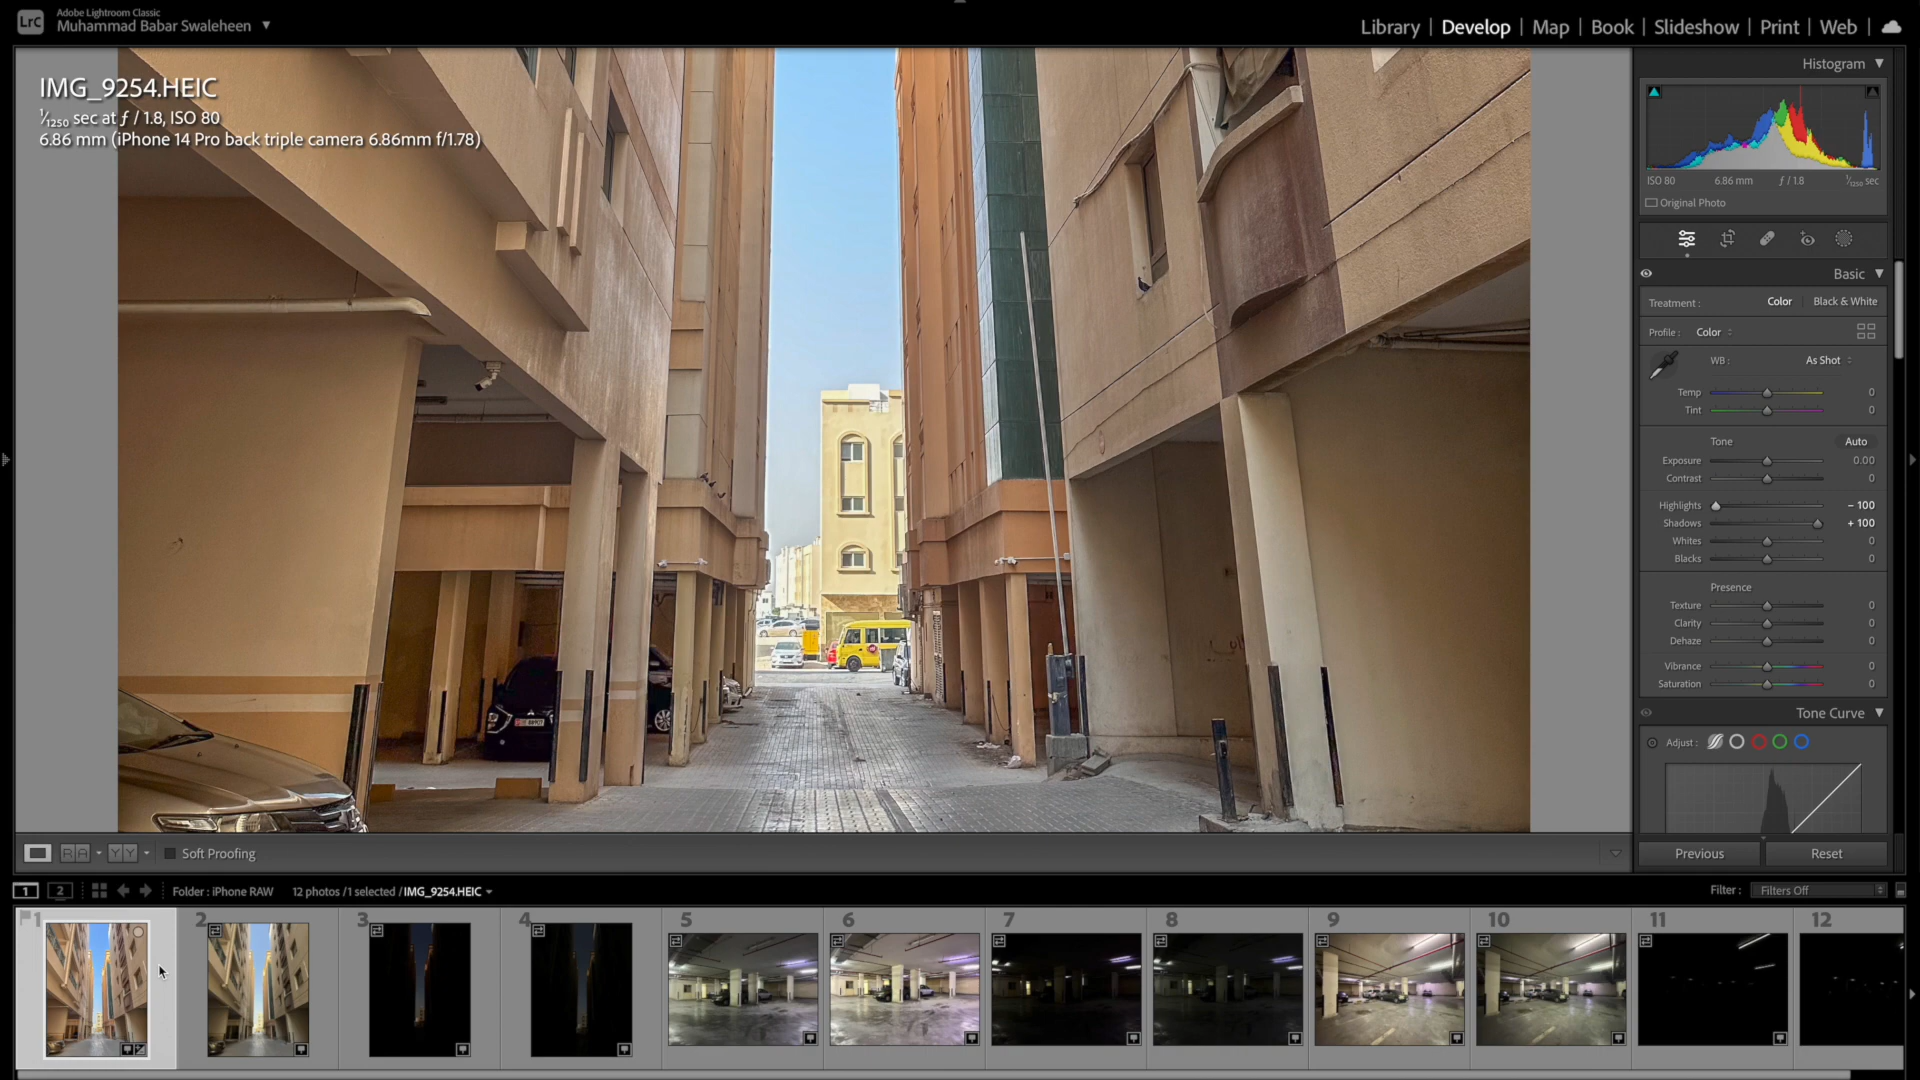 LrC
Adobe Lightroom Classic
Muhammad Babar Swaleheen
Library | Develop | Map | Book | Slideshow | Print | Web
IMG_9254.HEIC
1/1250 sec at ƒ / 1.8, ISO 80
6.86 mm (iPhone 14 Pro back triple camera 6.86mm f/1.78)
Histogram
ISO 80 6.86 mm ƒ / 1.8 1/1250 sec
Original Photo
Basic
Treatment : Color Black & White
Profile : Color
WB : As Shot
Temp 0
Tint 0
Tone Auto
Exposure 0.00
Contrast 0
Highlights – 100
Shadows + 100
Whites 0
Blacks 0
Presence
Texture 0
Clarity 0
Dehaze 0
Vibrance 0
Saturation 0
Tone Curve
Adjust :
Previous Reset
R A Y Y Soft Proofing
1 2 Folder : iPhone RAW 12 photos /1 selected /IMG_9254.HEIC
Filter : Filters Off
1 2 3 4 5 6 7 8 9 10 11 12